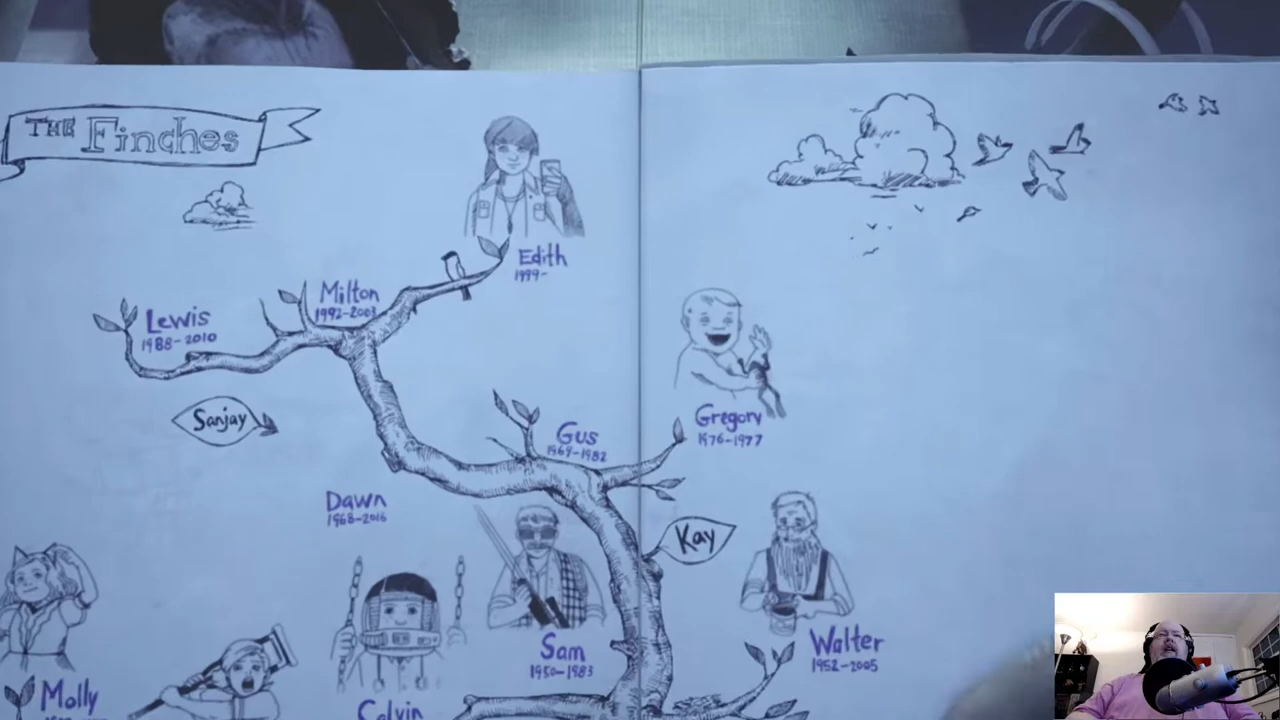 THE Finches
Edith
1999-
Milton
1992-2003
Lewis
1988-2010
Sanjay
Gregory
1976-1977
Gus
1969-1982
Dawn
1968-2016
Kay
Sam
1950-1983
Walter
1952-2005
Molly
Calvin